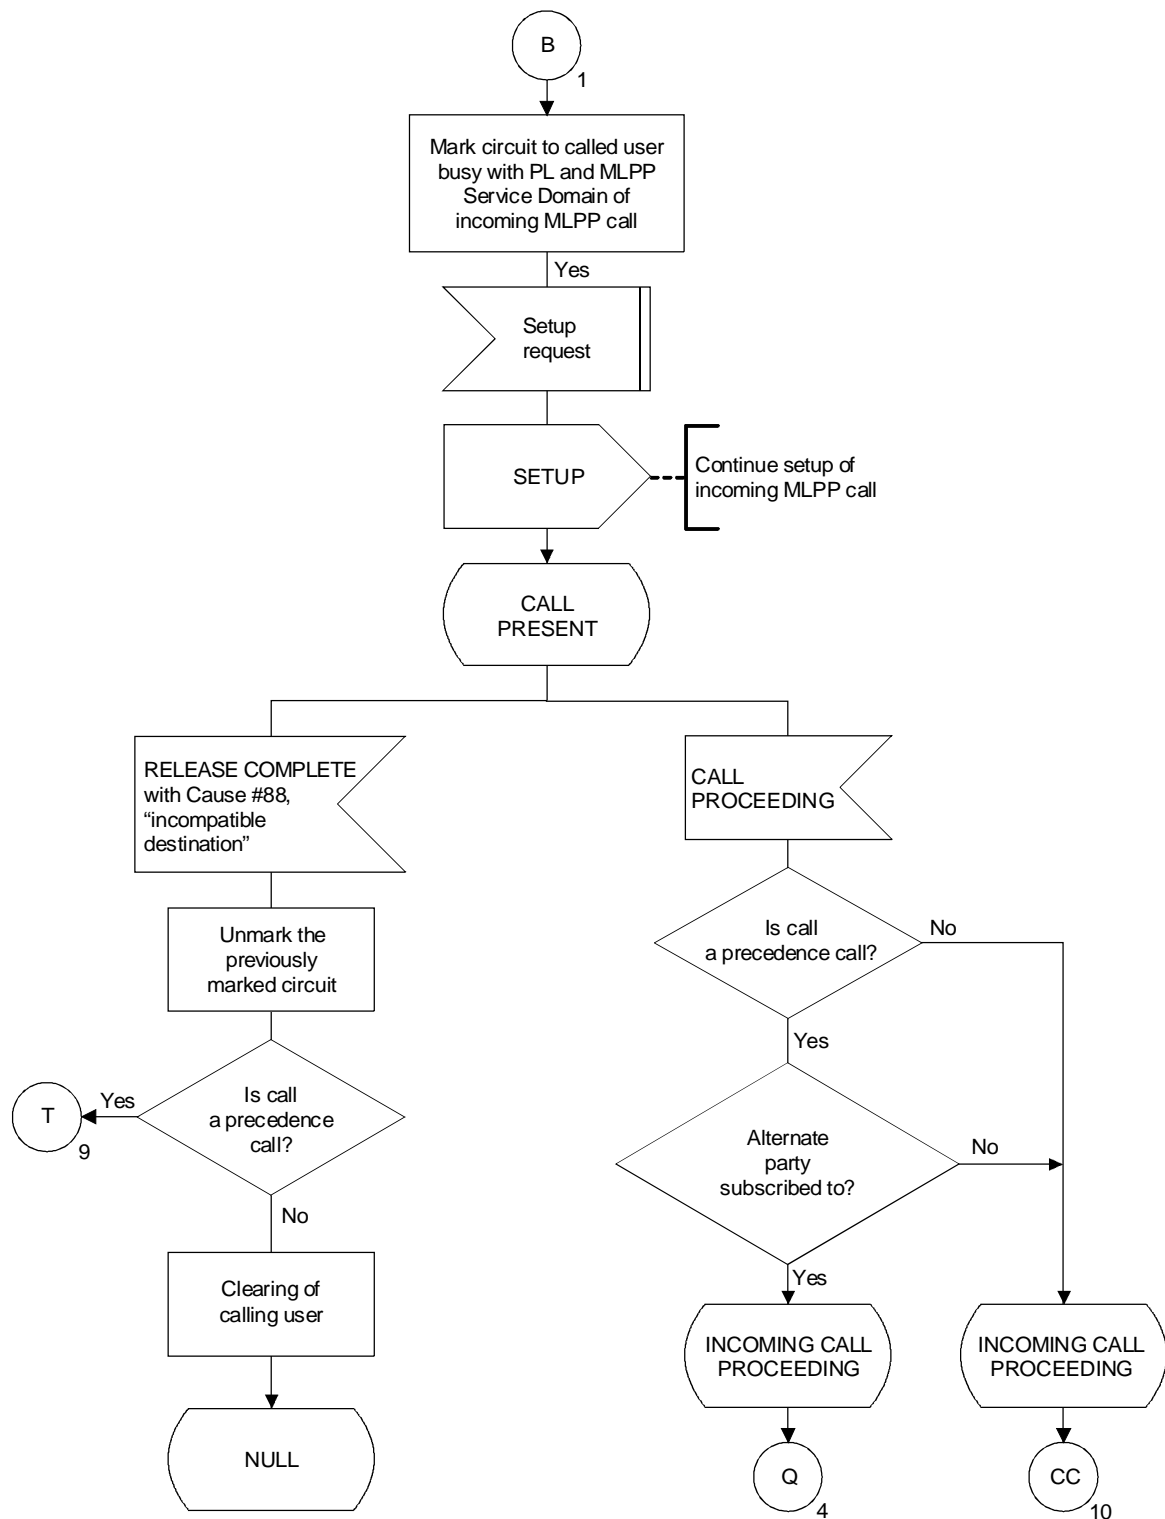 B
1
Mark circuit to called user
busy with PL and MLPP
Service Domain of
incoming MLPP call
Yes
Setup
request
SETUP
Continue setup of
incoming MLPP call
CALL
PRESENT
RELEASE COMPLETE
with Cause #88,
“incompatible
destination”
CALL
PROCEEDING
Unmark the
previously
marked circuit
Is call
a precedence call?
No
Yes
Is call
a precedence
call?
Yes
T
9
No
Alternate
party
subscribed to?
No
Yes
Clearing of
calling user
INCOMING CALL
PROCEEDING
INCOMING CALL
PROCEEDING
NULL
Q
4
CC
10